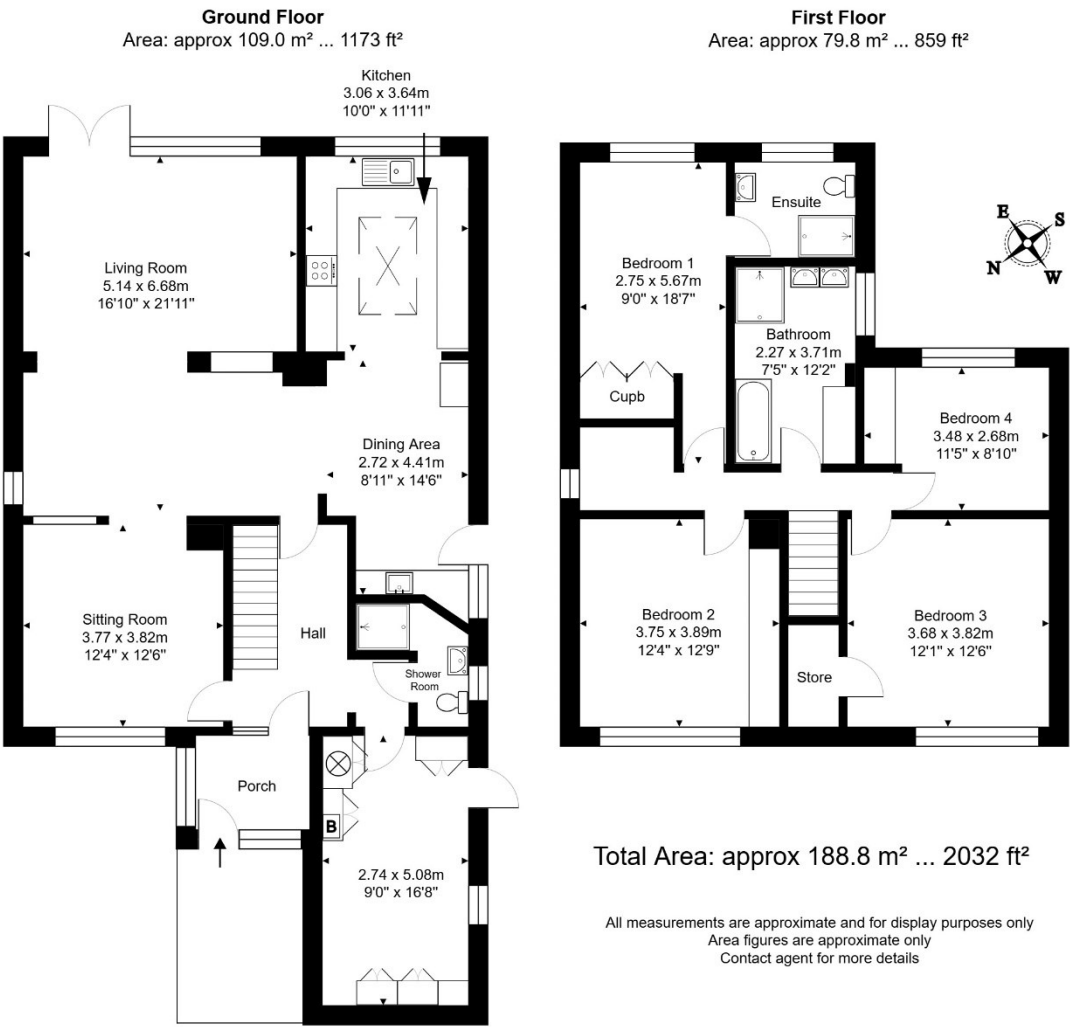 Ground Floor
Area: approx 109.0 m² ... 1173 ft²
Kitchen
3.06 x 3.64m
10'0" x 11'11"
Living Room
5.14 x 6.68m
16'10" x 21'11"
Dining Area
2.72 x 4.41m
8'11" x 14'6"
Sitting Room
3.77 x 3.82m
12'4" x 12'6"
Hall
Shower
Room
Porch
B
2.74 x 5.08m
9'0" x 16'8"
First Floor
Area: approx 79.8 m² ... 859 ft²
Ensuite
Bedroom 1
2.75 x 5.67m
9'0" x 18'7"
Bathroom
2.27 x 3.71m
7'5" x 12'2"
Cupb
Bedroom 4
3.48 x 2.68m
11'5" x 8'10"
Bedroom 2
3.75 x 3.89m
12'4" x 12'9"
Bedroom 3
3.68 x 3.82m
12'1" x 12'6"
Store
E
S
N
W
Total Area: approx 188.8 m² ... 2032 ft²
All measurements are approximate and for display purposes only
Area figures are approximate only
Contact agent for more details